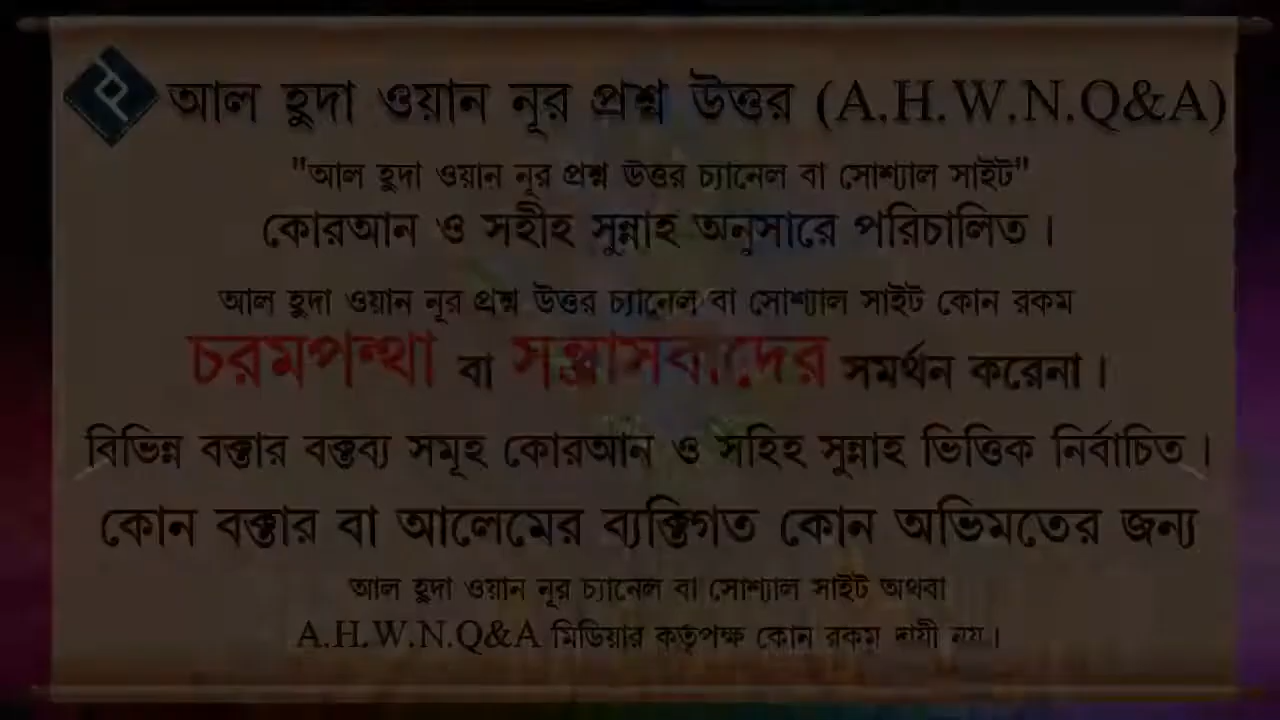 আল হুদা ওয়ান নূর প্রশ্ন উত্তর (A.H.W.N.Q&A)
"আল হুদা ওয়ান নূর প্রশ্ন উত্তর চ্যানেল বা সোশ্যাল সাইট"
কোরআন ও সহীহ সুন্নাহ অনুসারে পরিচালিত।
আল হুদা ওয়ান নূর প্রশ্ন উত্তর চ্যানেল বা সোশ্যাল সাইট কোন রকম
চরমপন্থা বা সন্ত্রাসবাদের সমর্থন করেনা।
বিভিন্ন বক্তার বক্তব্য সমূহ কোরআন ও সহিহ সুন্নাহ ভিত্তিক নির্বাচিত।
কোন বক্তার বা আলেমের ব্যক্তিগত কোন অভিমতের জন্য
আল হুদা ওয়ান নূর চ্যানেল বা সোশ্যাল সাইট অথবা
A.H.W.N.Q&A মিডিয়ার কর্তৃপক্ষ কোন রকম দায়ী নয়।